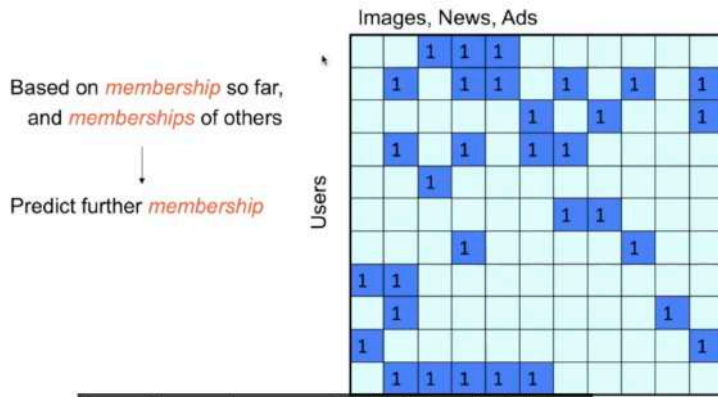 Images, News, Ads
Based on membership so far,
and memberships of others
Predict further membership
Users
1 1 1
1 1 1 1 1 1
1 1 1
1 1 1 1
1
1 1
1 1
1 1
1 1
1 1
1 1 1 1 1